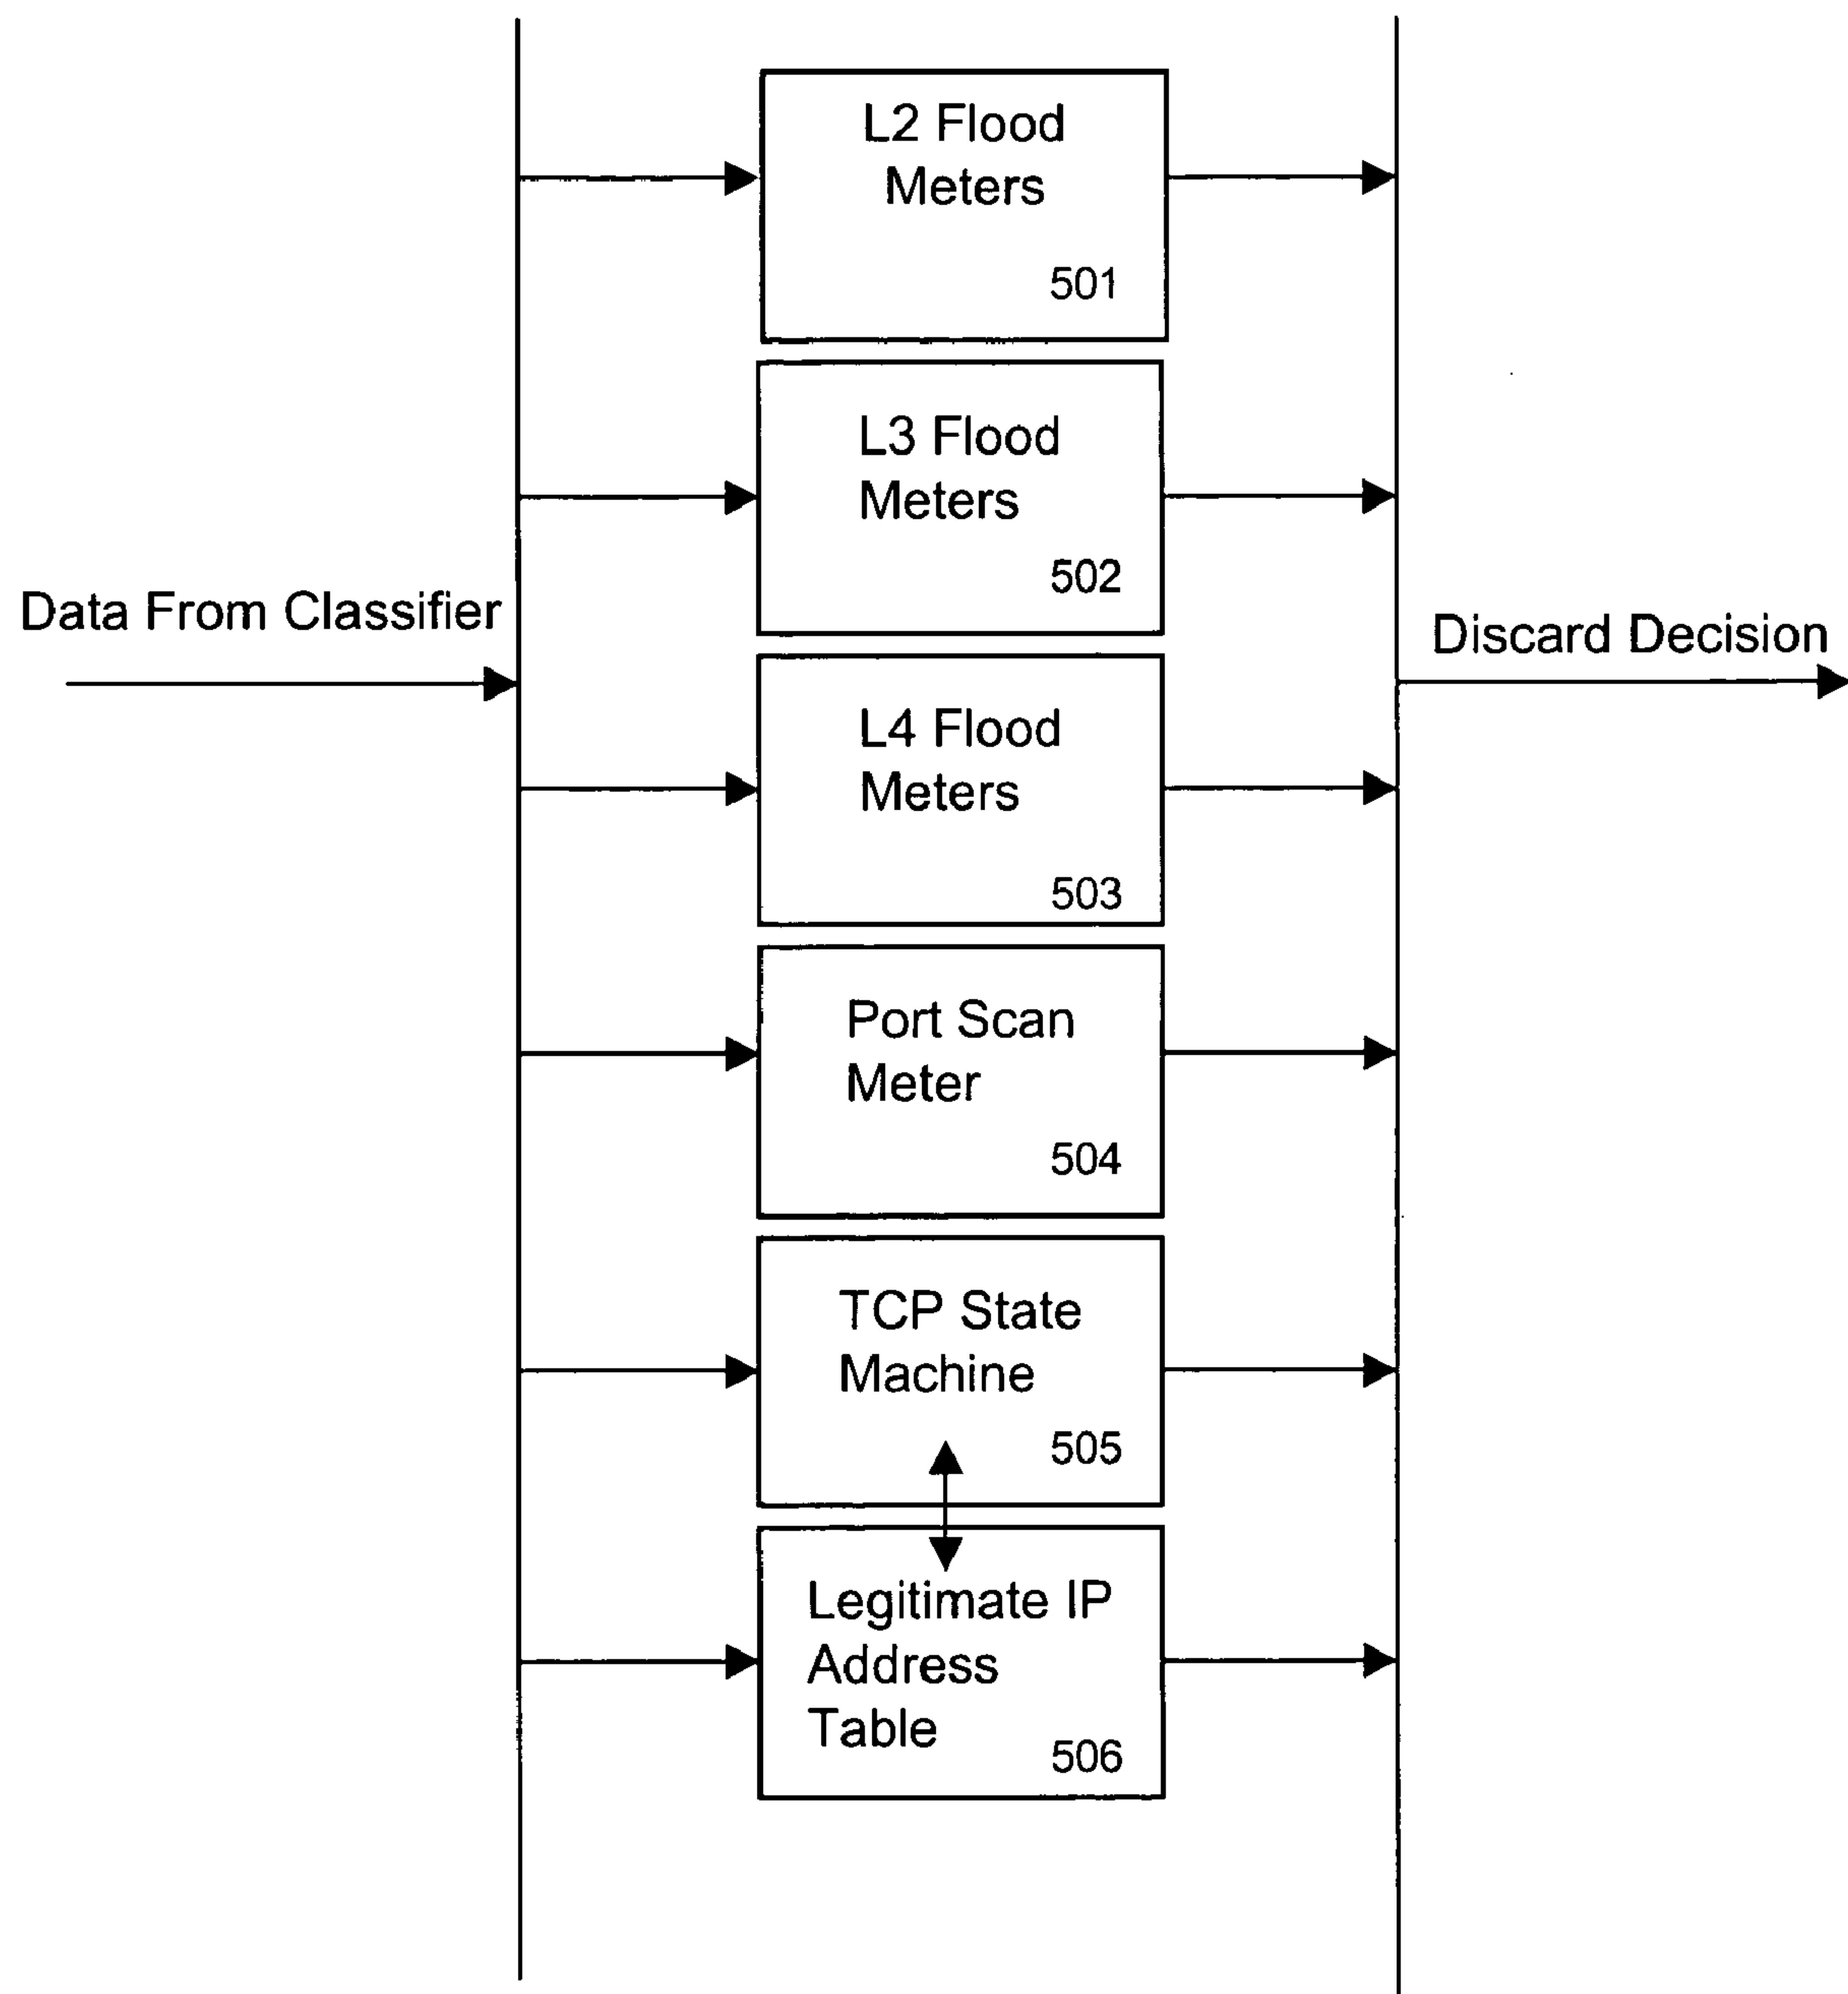 L2 Flood
Meters
501
L3 Flood
Meters
502
Data From Classifier
Discard Decision
L4 Flood
Meters
503
Port Scan
Meter
504
TCP State
Machine
505
Legitimate IP
Address
Table
506